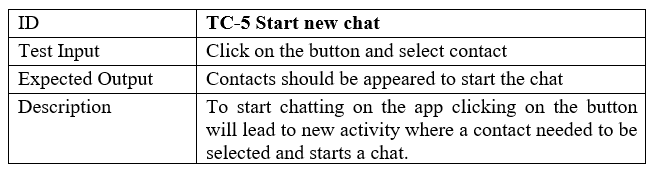 ID TC-5 Start new chat
Test Input Click on the button and select contact
Expected Output Contacts should be appeared to start the chat
Description To start chatting on the app clicking on the button
will lead to new activity where a contact needed to be
selected and starts a chat.